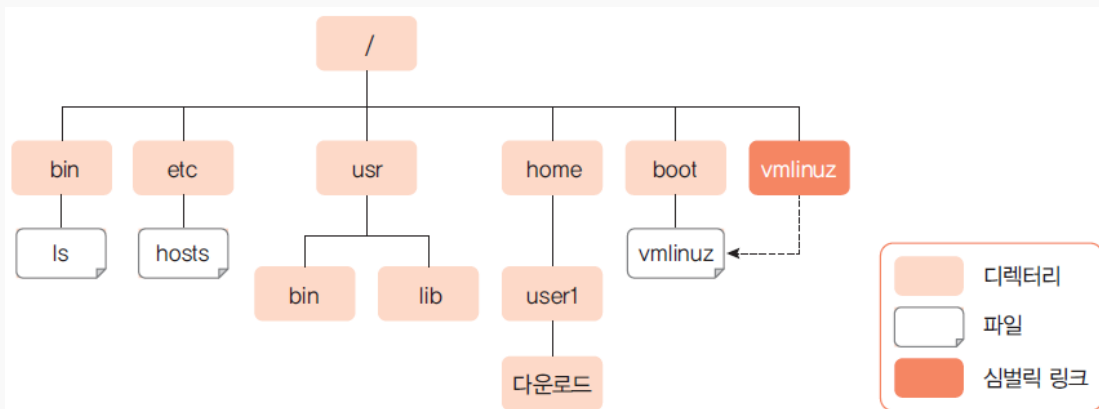 /
bin etc usr home boot vmlinuz
ls hosts vmlinuz
bin lib user1
다운로드
디렉터리
파일
심벌릭 링크